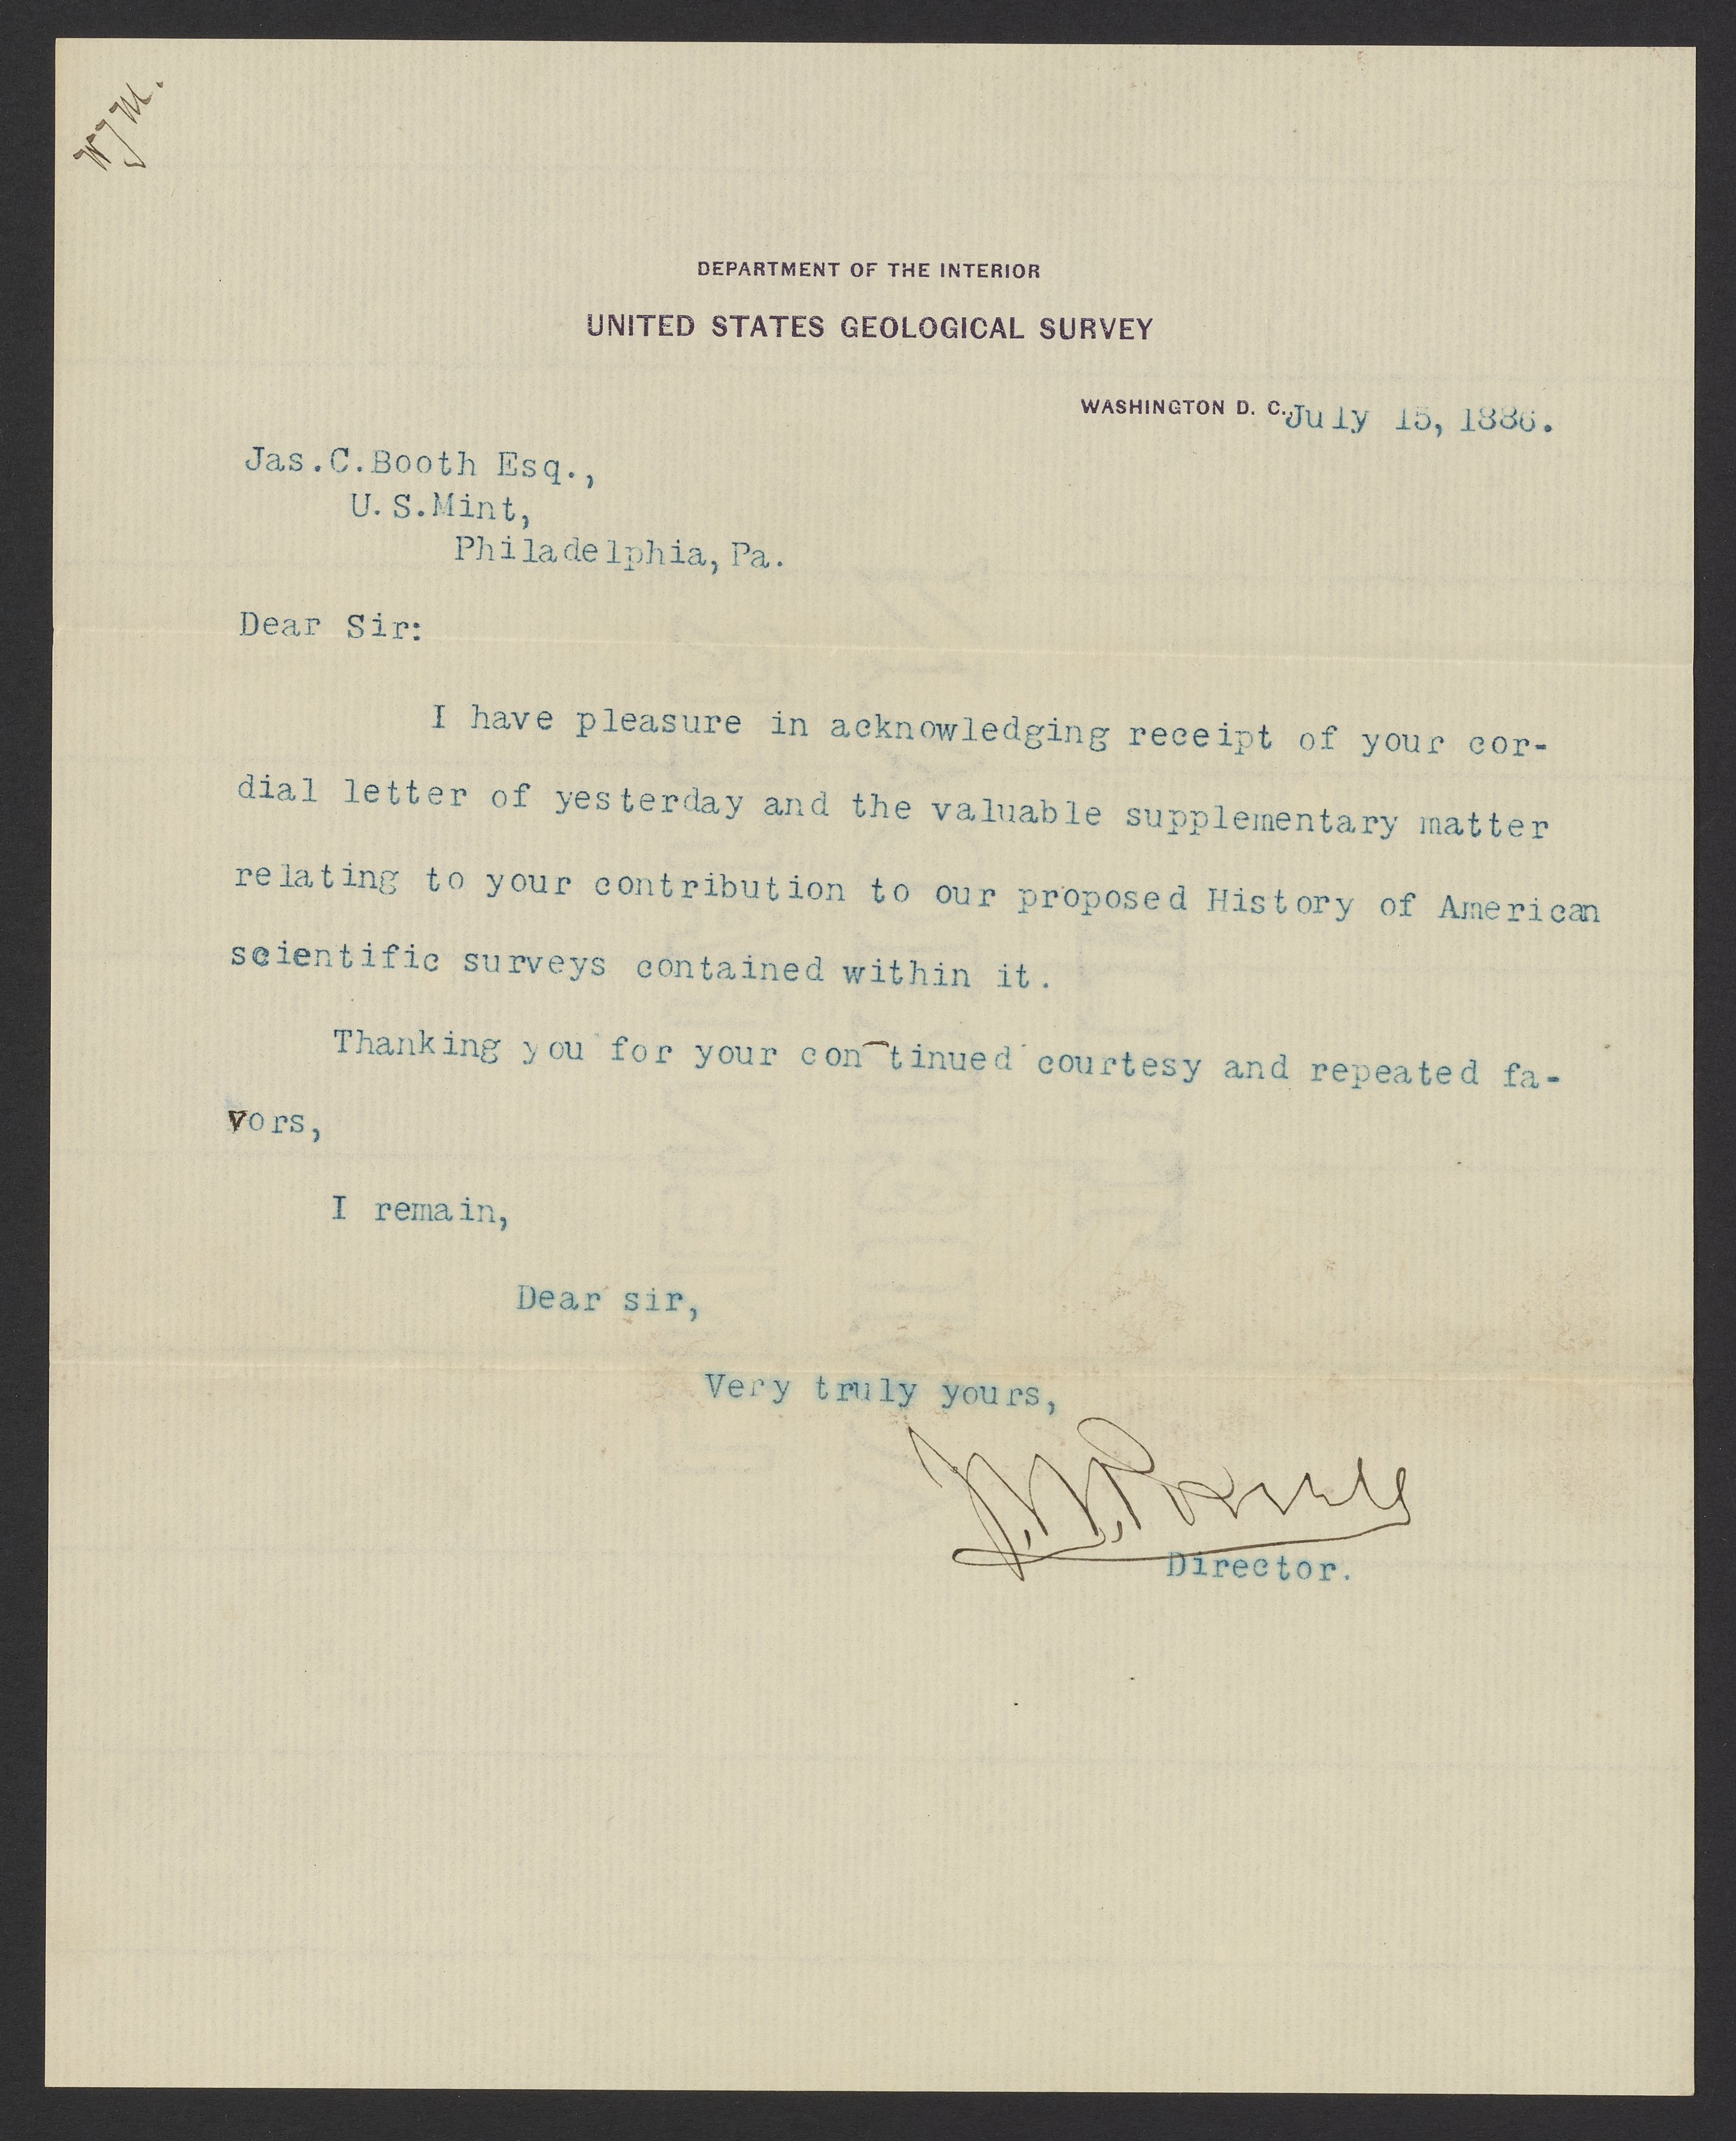 WJM.
DEPARTMENT OF THE INTERIOR
UNITED STATES GEOLOGICAL SURVEY
WASHINGTON D. C. July 15, 1886.
Jas.C.Booth Esq.,
U.S.Mint,
Philadelphia, Pa.
Dear Sir:
I have pleasure in acknowledging receipt of your cor-
dial letter of yesterday and the valuable supplementary matter
relating to your contribution to our proposed History of American
scientific surveys contained within it.
Thanking you for your con tinued courtesy and repeated fa-
vors,
I remain,
Dear sir,
Very truly yours,
J.W. Powell
Director.